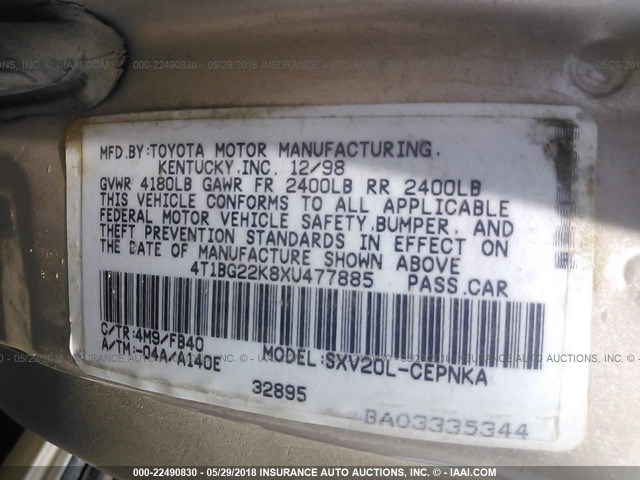 000-22490830 - 05/29/2018 INSURANCE AUTO AUCTIONS, INC. - © - IAAI.COM
MFD.BY:TOYOTA MOTOR MANUFACTURING,
KENTUCKY,INC. 12/98
GVWR 4180LB GAWR FR 2400LB RR 2400LB
THIS VEHICLE CONFORMS TO ALL APPLICABLE
FEDERAL MOTOR VEHICLE SAFETY,BUMPER, AND
THEFT PREVENTION STANDARDS IN EFFECT ON
THE DATE OF MANUFACTURE SHOWN ABOVE
4T1BG22K8XU477885 PASS.CAR
C/TR:4M9/FB40
A/TM:-04A/A140E MODEL:SXV20L-CEPNKA
32895
BA03335344
000-22490830 - 05/29/2018 INSURANCE AUTO AUCTIONS, INC. - © - IAAI.COM